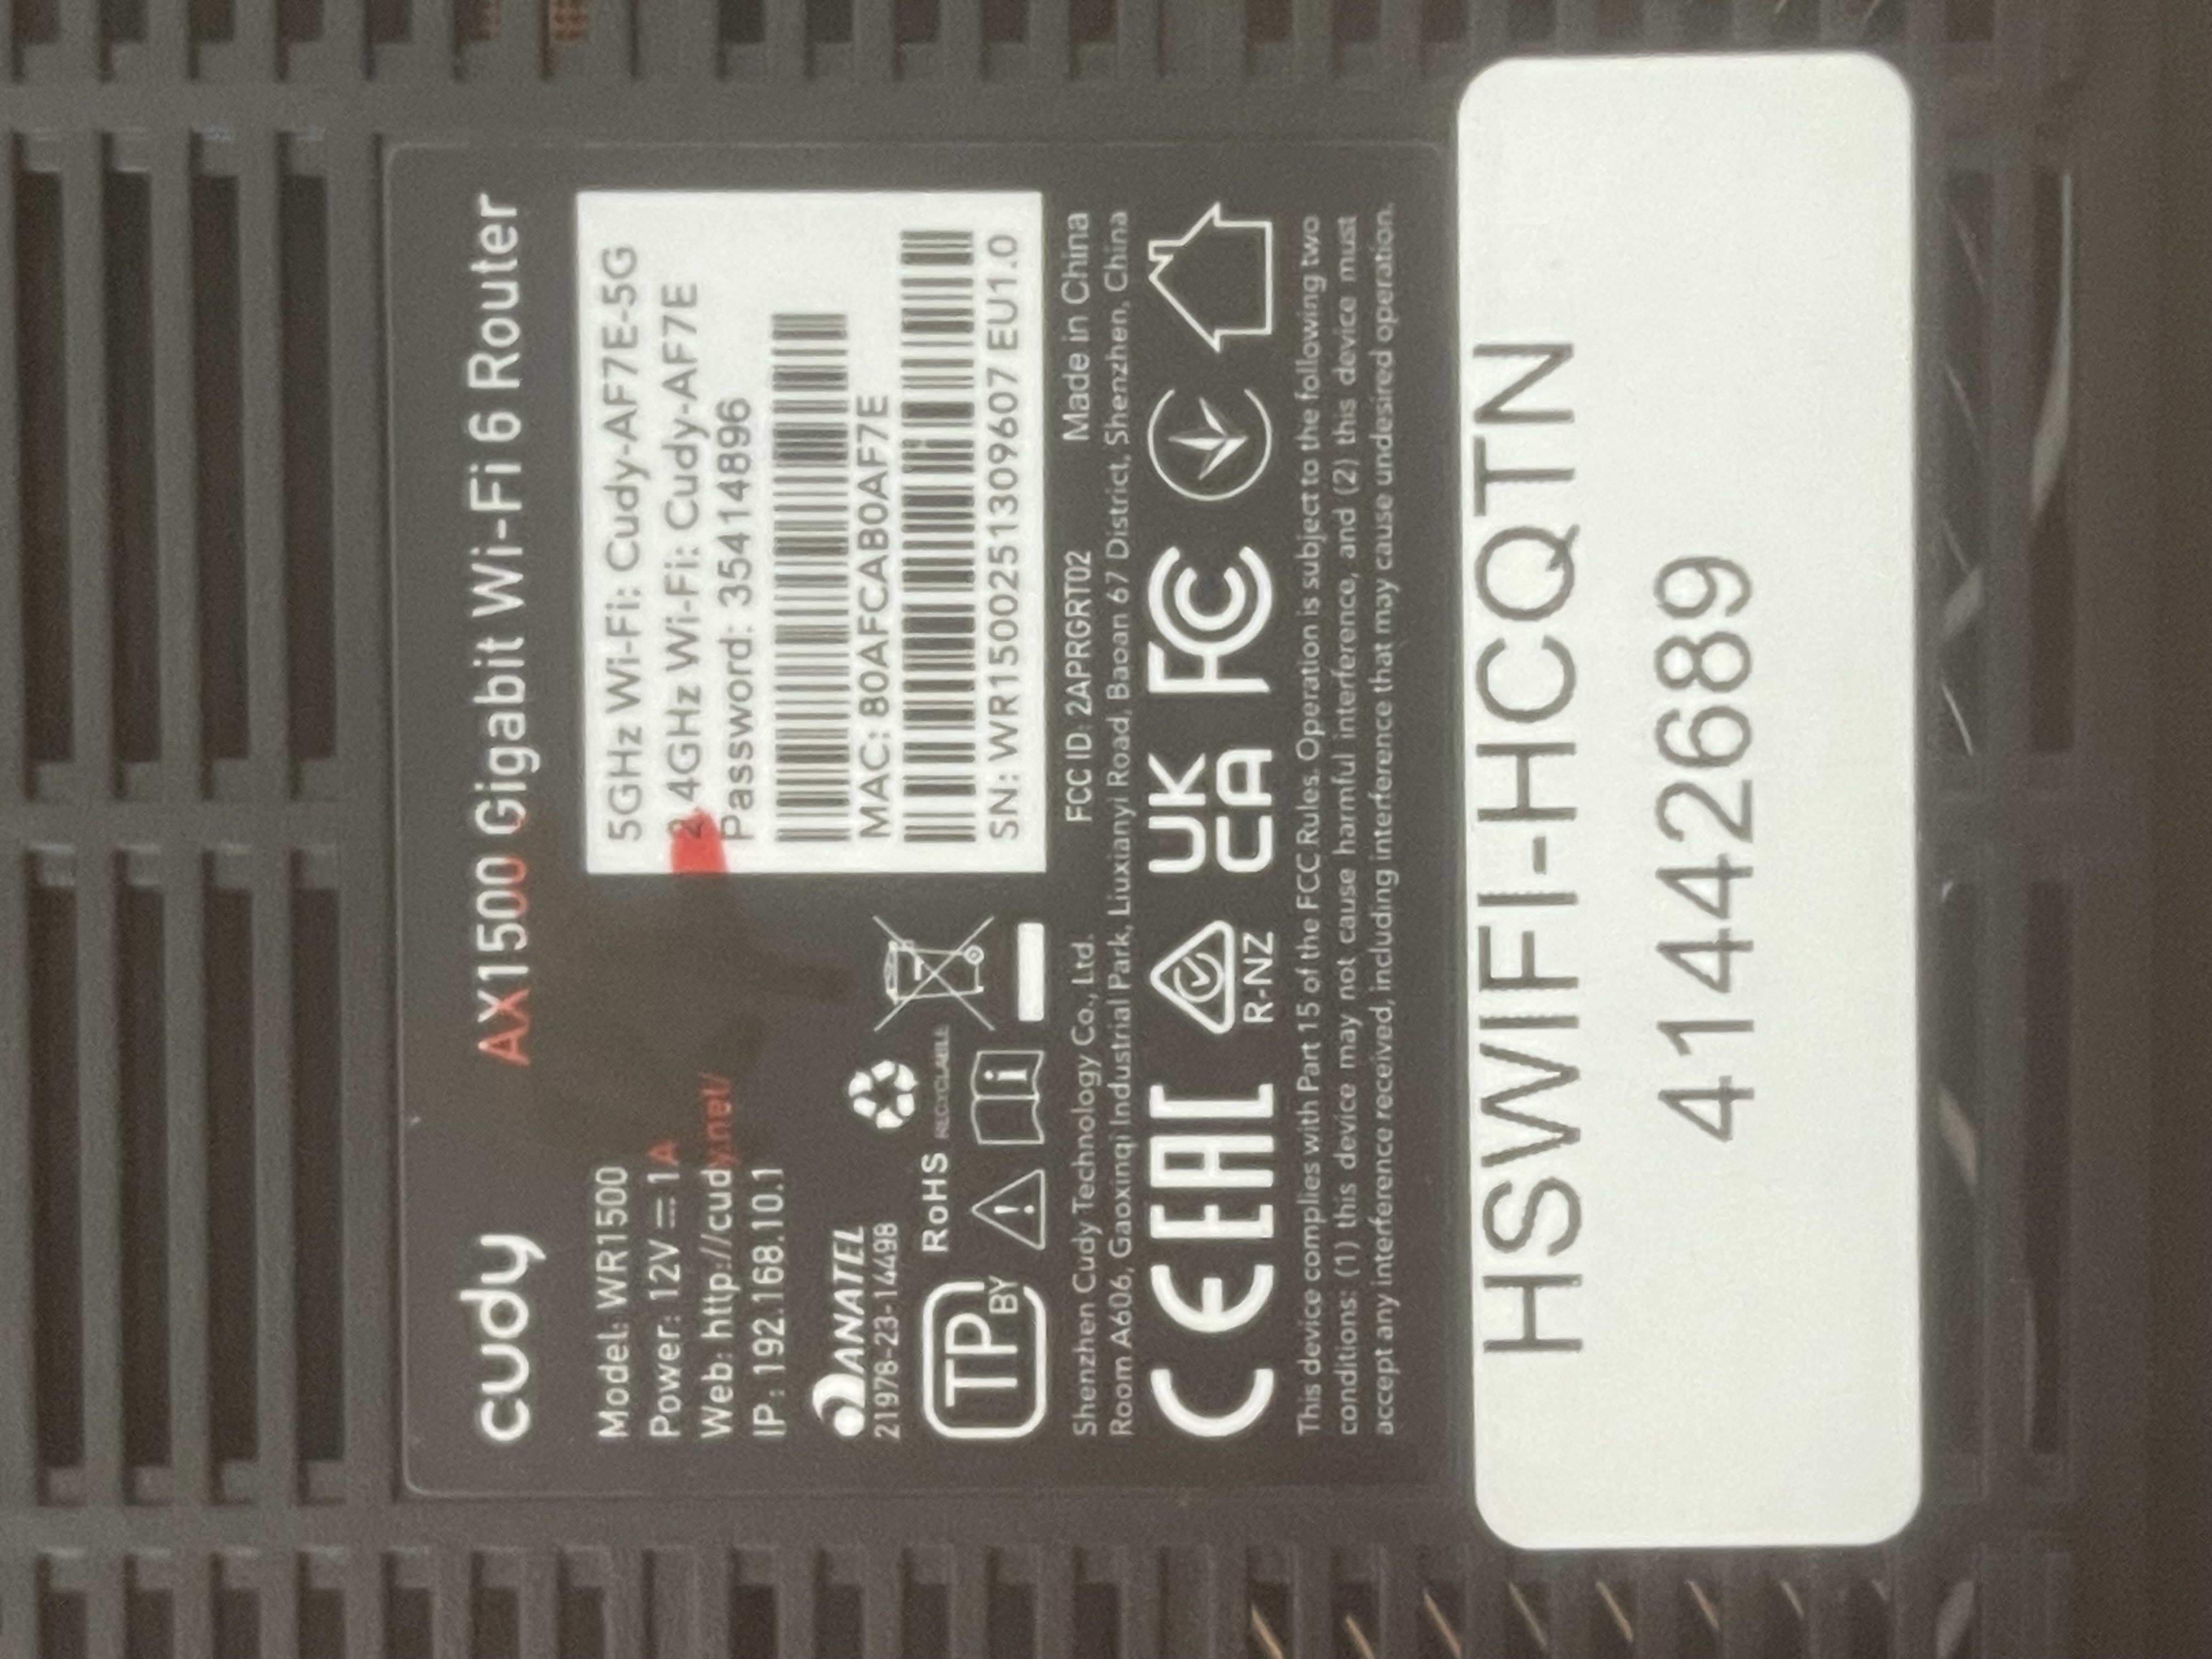 cudy
AX1500 Gigabit Wi-Fi 6 Router
Model: WR1500
Power: 12V ⎓ 1A
Web: http://cudy.net/
IP: 192.168.10.1
5GHz Wi-Fi: Cudy-AF7E-5G
2.4GHz Wi-Fi: Cudy-AF7E
Password: 35414896
MAC: 80AFCAB0AF7E
SN: WR1500251309607 EU1.0
ANATEL
21978-23-14498
RoHS
RECYCLABLE
TP
BY
Shenzhen Cudy Technology Co., Ltd.
FCC ID: 2APRGRT02
Made in China
Room A606, Gaoxinqi Industrial Park, Liuxianyi Road, Baoan 67 District, Shenzhen, China
CE
EAC
R-NZ
UK
CA
FC
This device complies with Part 15 of the FCC Rules. Operation is subject to the following two
conditions: (1) this device may not cause harmful interference, and (2) this device must
accept any interference received, including interference that may cause undesired operation.
HSWIFI-HCQTN
41442689